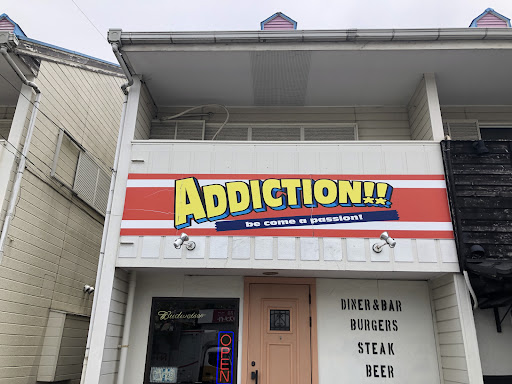 ADDICTION!!
be come a passion!
DINER&BAR
BURGERS
STEAK
BEER
Budweiser
OPEN